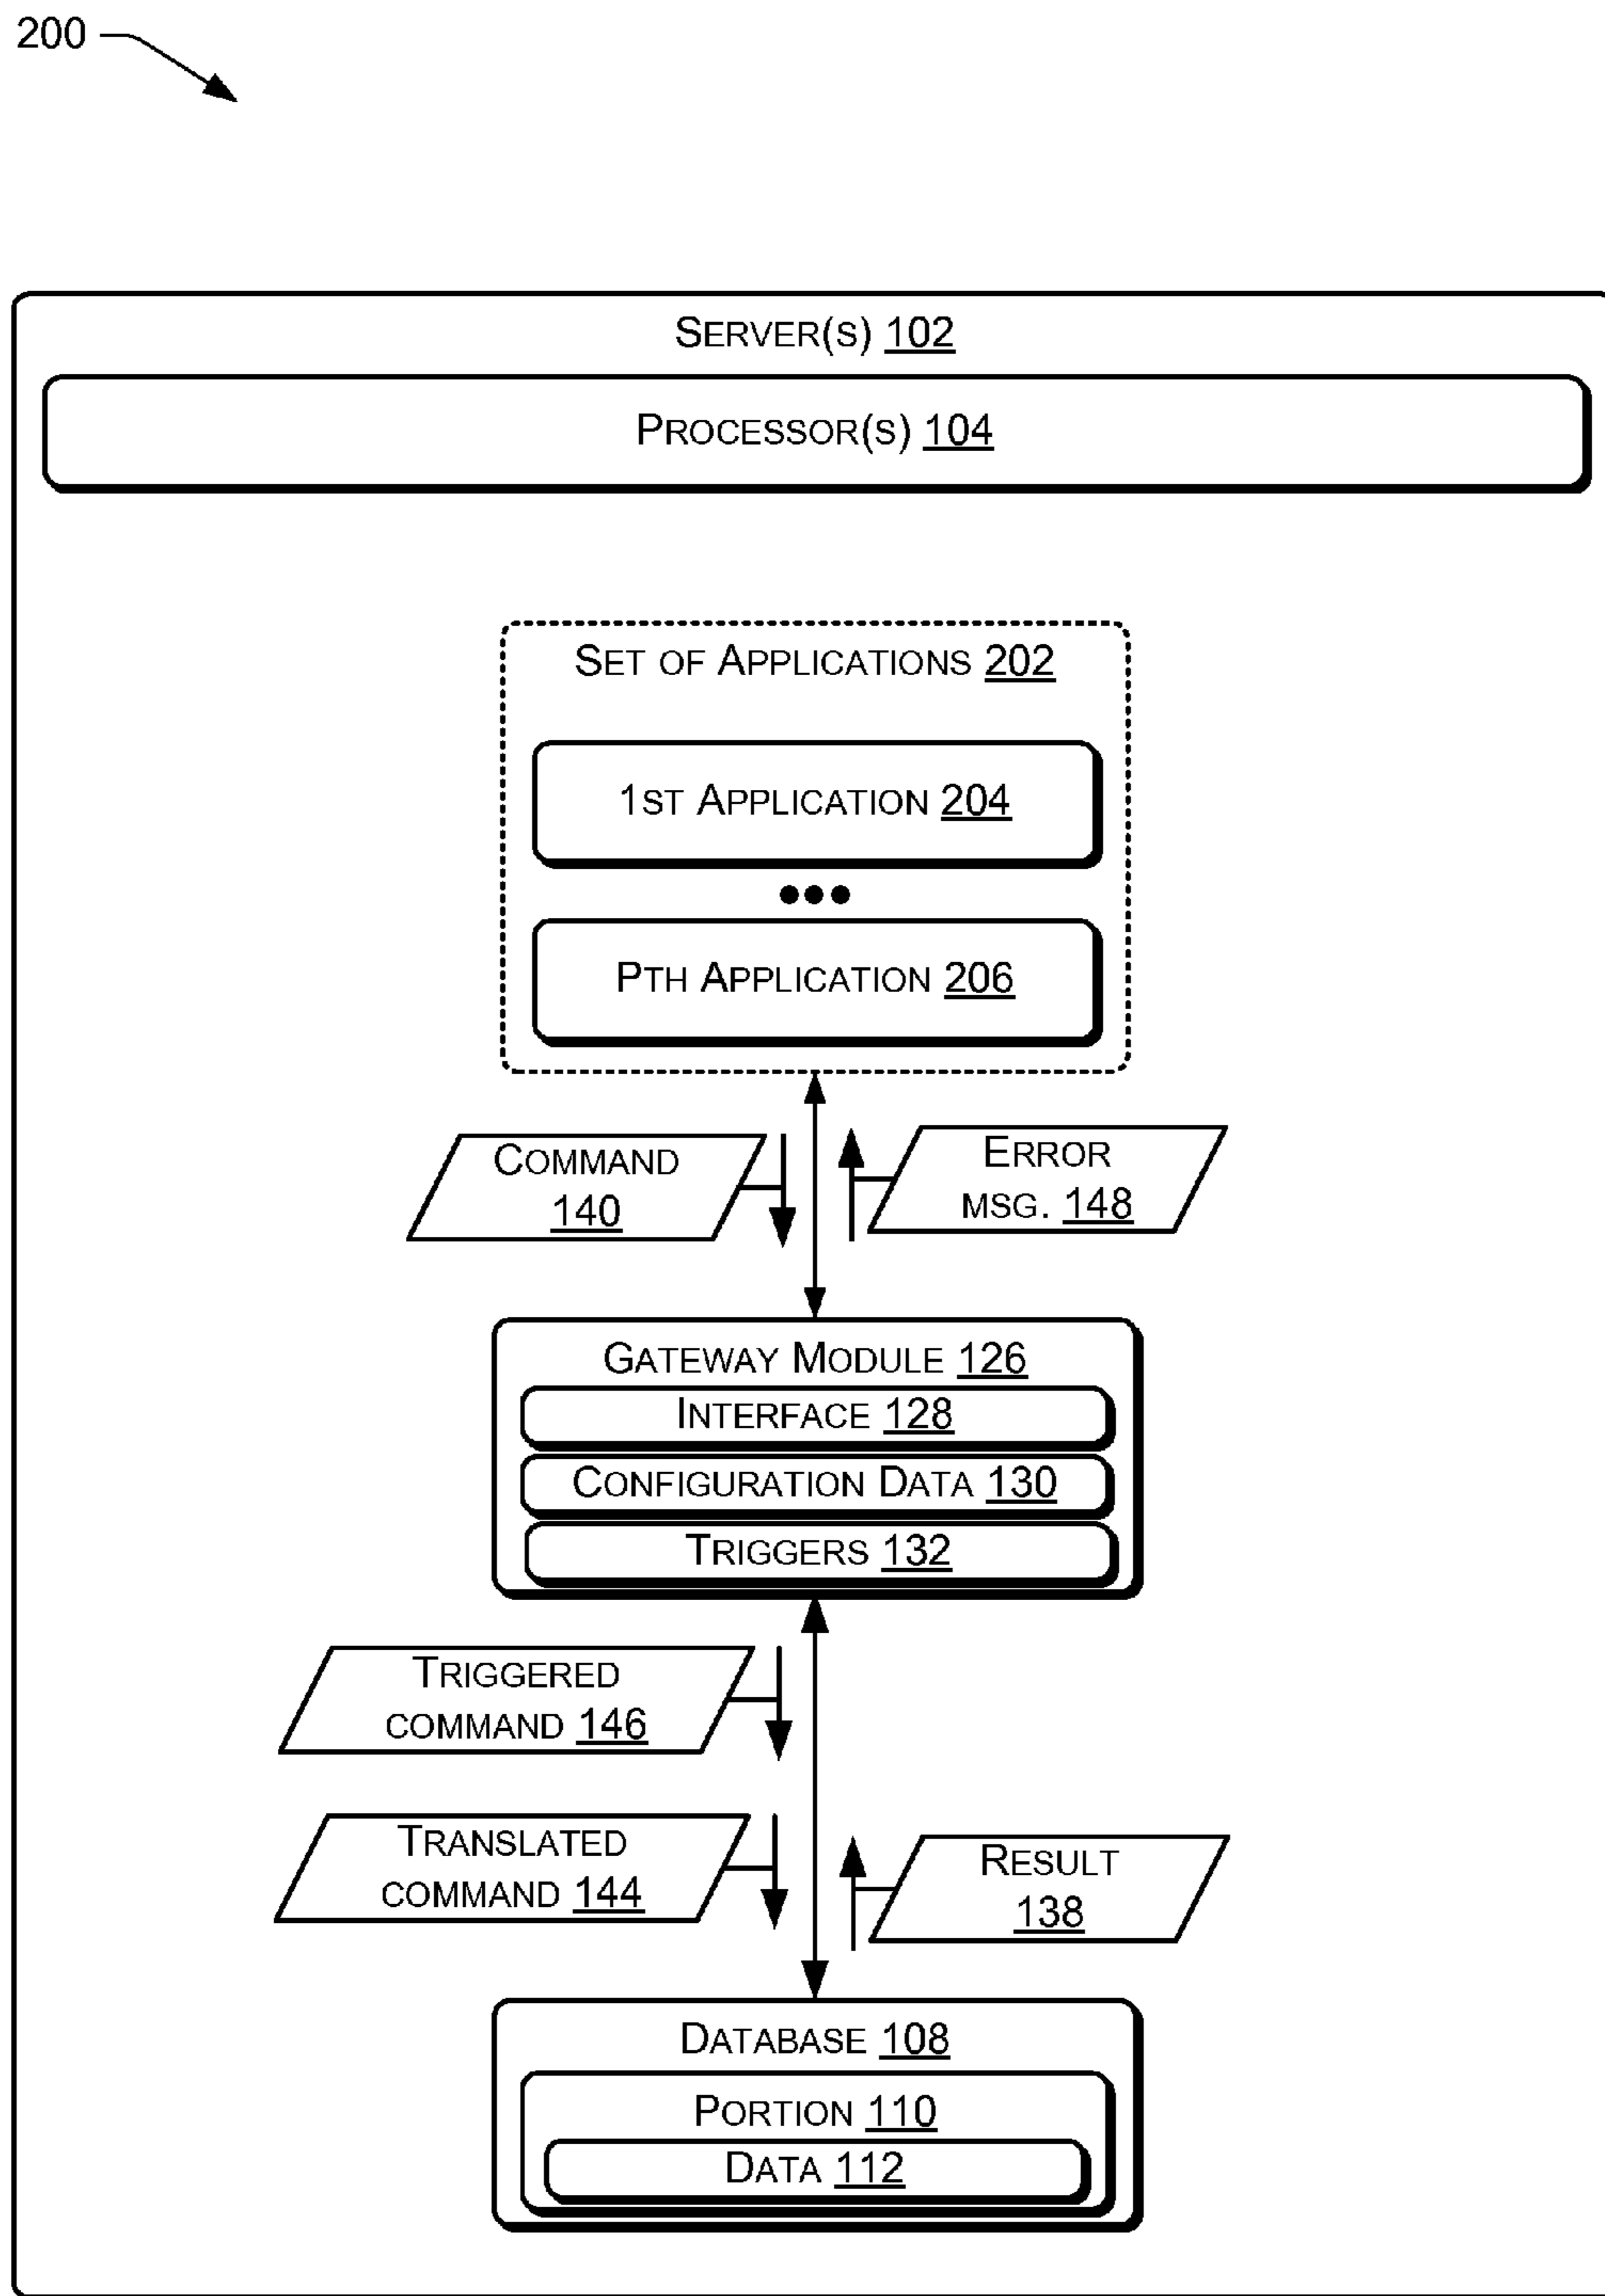 200
SERVER(S) 102
PROCESSOR(S) 104
SET OF APPLICATIONS 202
1ST APPLICATION 204
PTH APPLICATION 206
COMMAND
140
ERROR
MSG. 148
GATEWAY MODULE 126
INTERFACE 128
CONFIGURATION DATA 130
TRIGGERS 132
TRIGGERED
COMMAND 146
TRANSLATED
COMMAND 144
RESULT
138
DATABASE 108
PORTION 110
DATA 112